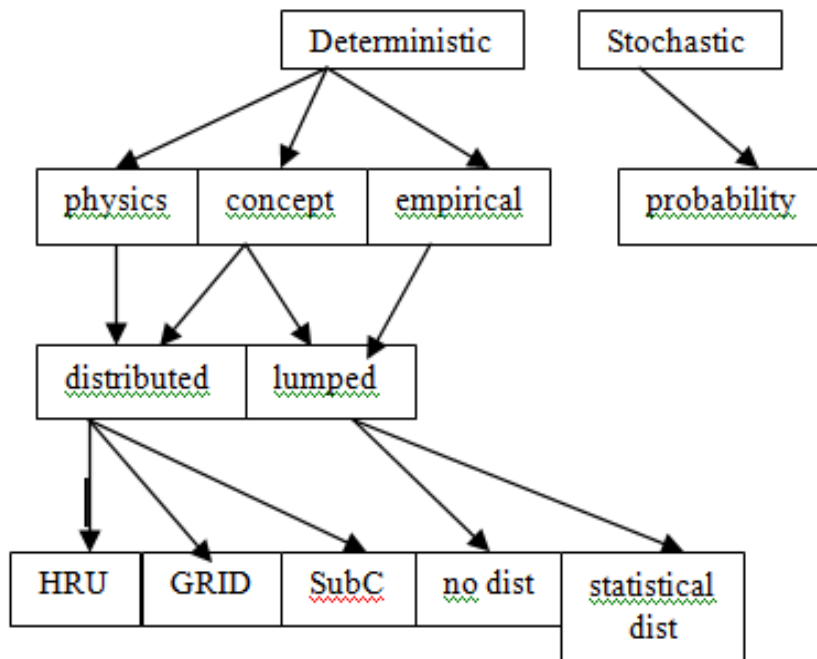 Deterministic
Stochastic
physics
concept
empirical
probability
distributed
lumped
HRU
GRID
SubC
no dist
statistical
dist